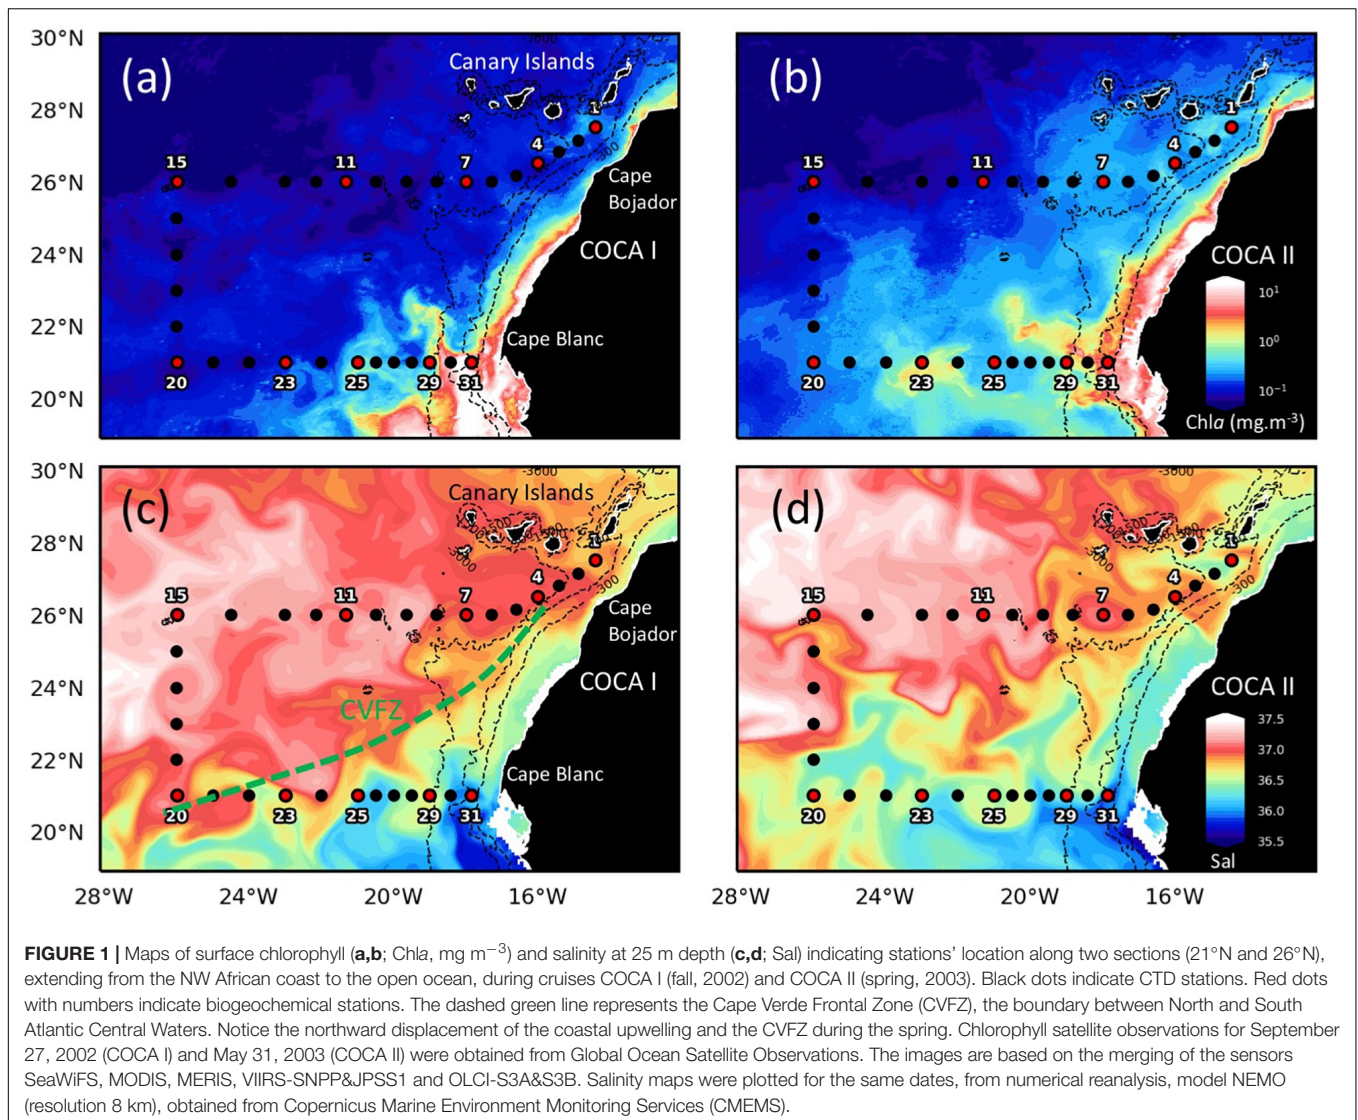 30°N
28°N
26°N
24°N
22°N
20°N
(a)
Canary Islands
-3000
-300
1
4
7
11
15
20
23
25
29
31
Cape
Bojador
COCA I
Cape Blanc
(b)
1
4
7
11
15
20
23
25
29
31
COCA II
10¹
10⁰
10⁻¹
Chla (mg.m⁻³)
30°N
28°N
26°N
24°N
22°N
20°N
(c)
Canary Islands
-3000
-300
1
4
7
11
15
20
23
25
29
31
Cape
Bojador
COCA I
CVFZ
Cape Blanc
(d)
-3000
-300
1
4
7
11
15
20
23
25
29
31
COCA II
37.5
37.0
36.5
36.0
35.5
Sal
28°W
24°W
20°W
16°W
28°W
24°W
20°W
16°W
FIGURE 1 | Maps of surface chlorophyll (a,b; Chla, mg m⁻³) and salinity at 25 m depth (c,d; Sal) indicating stations’ location along two sections (21°N and 26°N),
extending from the NW African coast to the open ocean, during cruises COCA I (fall, 2002) and COCA II (spring, 2003). Black dots indicate CTD stations. Red dots
with numbers indicate biogeochemical stations. The dashed green line represents the Cape Verde Frontal Zone (CVFZ), the boundary between North and South
Atlantic Central Waters. Notice the northward displacement of the coastal upwelling and the CVFZ during the spring. Chlorophyll satellite observations for September
27, 2002 (COCA I) and May 31, 2003 (COCA II) were obtained from Global Ocean Satellite Observations. The images are based on the merging of the sensors
SeaWiFS, MODIS, MERIS, VIIRS-SNPP&JPSS1 and OLCI-S3A&S3B. Salinity maps were plotted for the same dates, from numerical reanalysis, model NEMO
(resolution 8 km), obtained from Copernicus Marine Environment Monitoring Services (CMEMS).